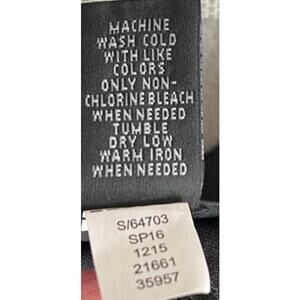 MACHINE
WASH COLD
WITH LIKE
COLORS
ONLY NON-
CHLORINE BLEACH
WHEN NEEDED
TUMBLE
DRY LOW
WARM IRON
WHEN NEEDED
S/64703
SP16
1215
21661
35957